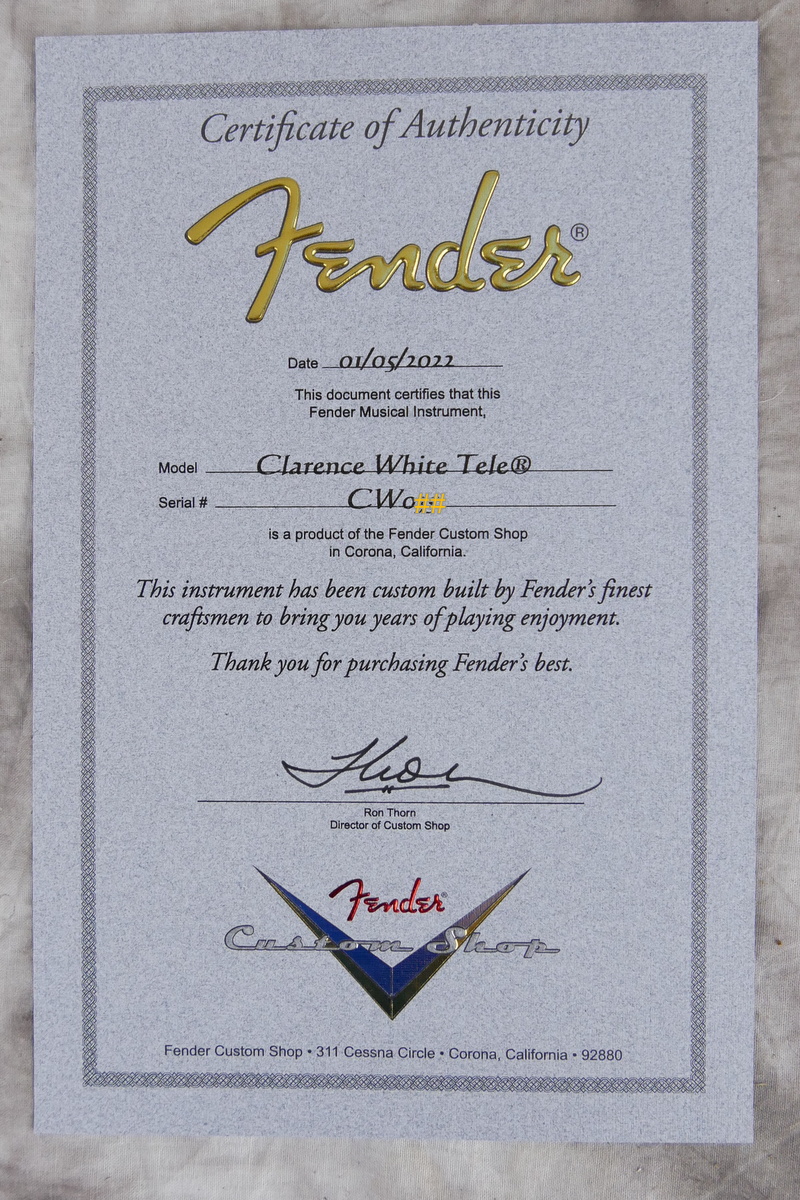 Certificate of Authenticity
Fender®
Date 01/05/2022
This document certifies that this
Fender Musical Instrument,
Model Clarence White Tele®
Serial # CW0##
is a product of the Fender Custom Shop
in Corona, California.
This instrument has been custom built by Fender's finest
craftsmen to bring you years of playing enjoyment.
Thank you for purchasing Fender's best.
Ron Thorn
Director of Custom Shop
Fender®
Custom Shop
Fender Custom Shop • 311 Cessna Circle • Corona, California • 92880